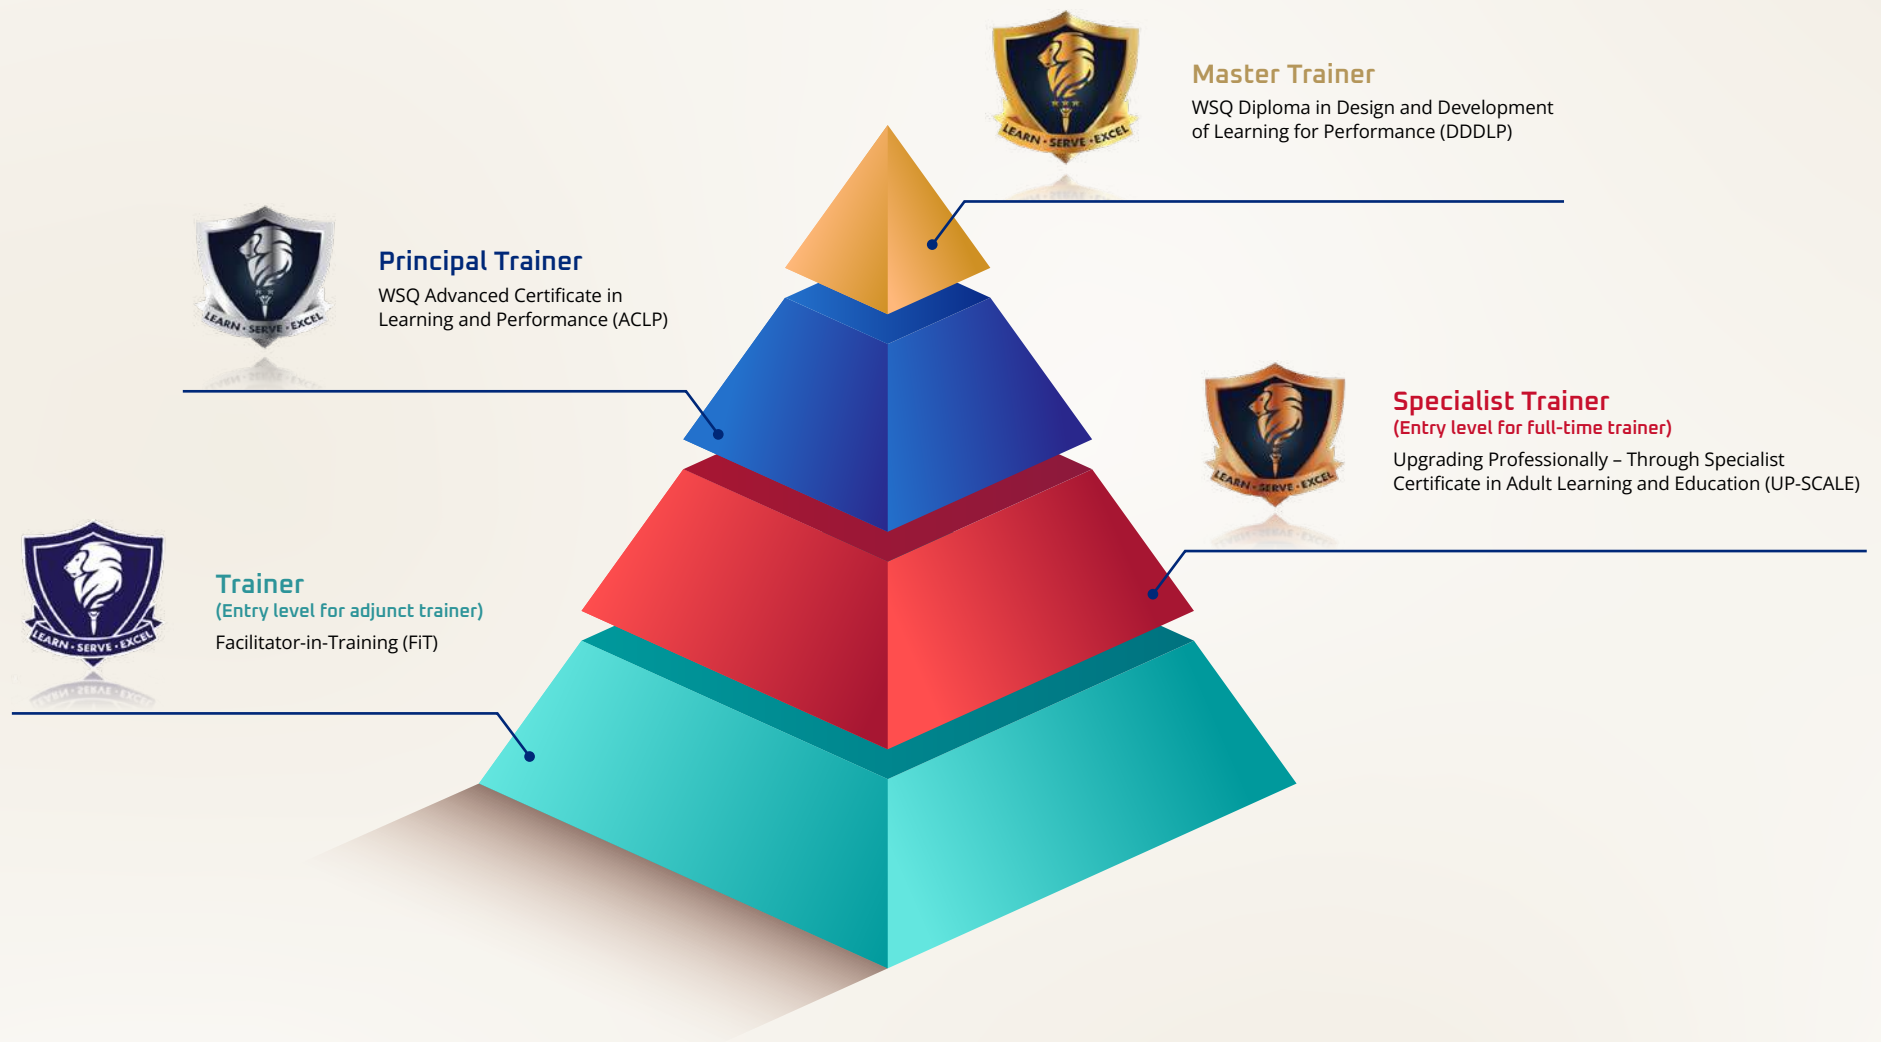 LEARN · SERVE · EXCEL
Master Trainer
WSQ Diploma in Design and Development
of Learning for Performance (DDDLP)
LEARN · SERVE · EXCEL
Principal Trainer
WSQ Advanced Certificate in
Learning and Performance (ACLP)
LEARN · SERVE · EXCEL
Specialist Trainer
(Entry level for full-time trainer)
Upgrading Professionally – Through Specialist
Certificate in Adult Learning and Education (UP-SCALE)
LEARN · SERVE · EXCEL
Trainer
(Entry level for adjunct trainer)
Facilitator-in-Training (FiT)